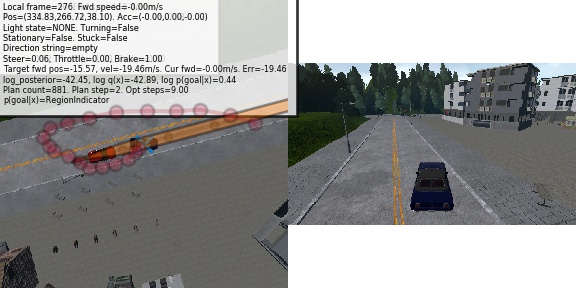 Local frame=276. Fwd speed=-0.00m/s
Pos=(334.83,266.72,38.10). Acc=(-0.00,0.00,-0.00)
Light state=NONE. Turning=False
Stationary=False. Stuck=False
Direction string=empty
Steer=0.06, Throttle=0.00, Brake=1.00
Target fwd pos=-15.57, vel=-19.46m/s. Cur fwd=-0.00m/s. Err=-19.46
log_posterior=-42.45, log q(x)=-42.89, log p(goal|x)=0.44
Plan count=881. Plan step=2. Opt steps=9.00
p(goal|x)=RegionIndicator